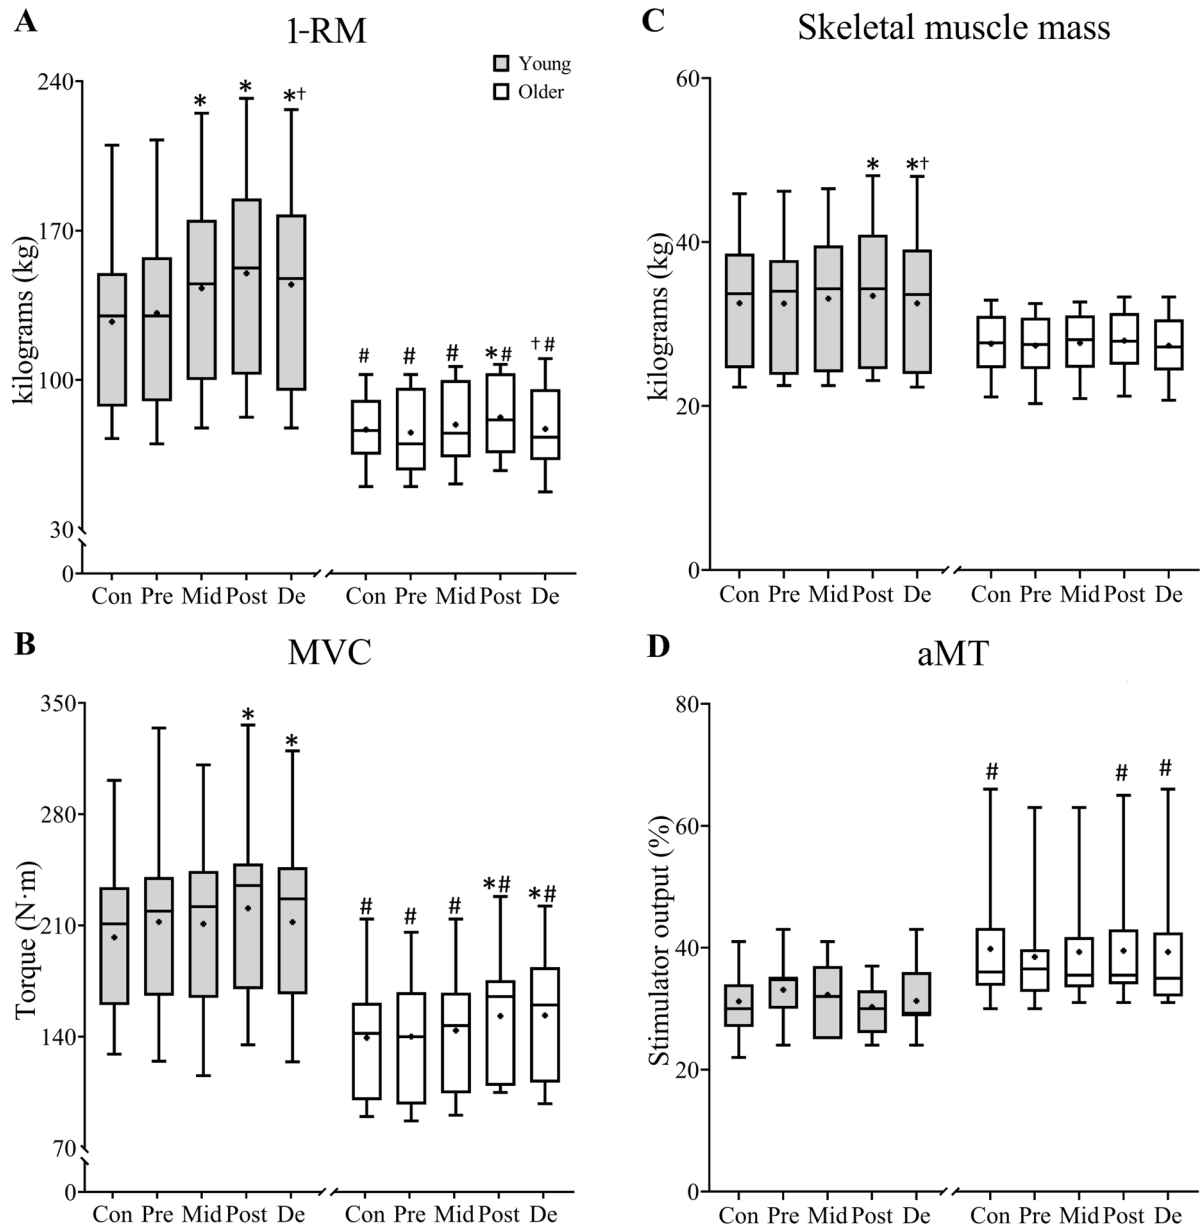 A
1-RM
Young
Older
240
170
100
30
0
kilograms (kg)
* * *†
# # # *# †#
Con Pre Mid Post De Con Pre Mid Post De
C
Skeletal muscle mass
60
40
20
0
kilograms (kg)
* *†
Con Pre Mid Post De Con Pre Mid Post De
B
MVC
350
280
210
140
70
0
Torque (N·m)
* *
# # # *# *#
Con Pre Mid Post De Con Pre Mid Post De
D
aMT
80
60
40
20
0
Stimulator output (%)
# # #
Con Pre Mid Post De Con Pre Mid Post De